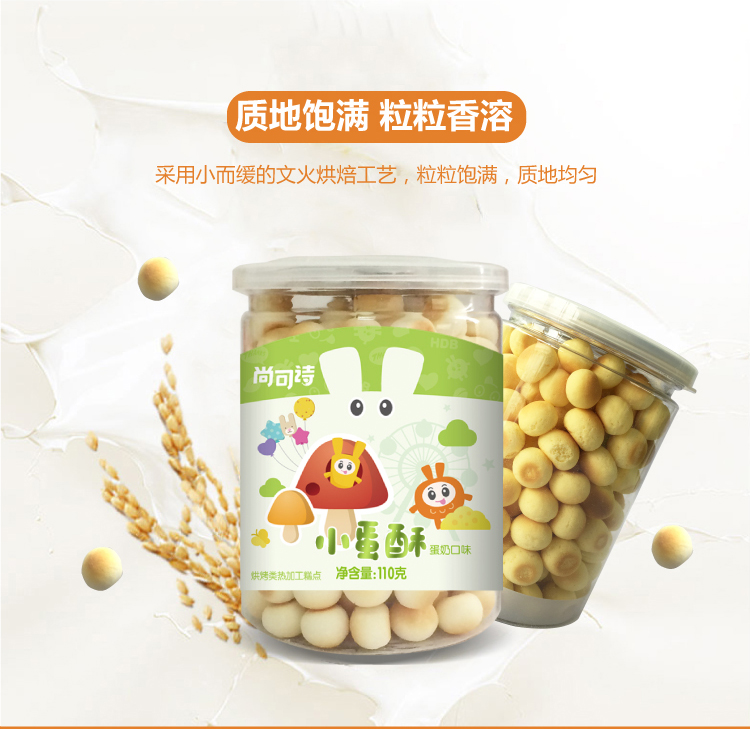 质地饱满 粒粒香溶
采用小而缓的文火烘焙工艺，粒粒饱满，质地均匀
HDB
尚可诗
小蛋酥
蛋奶口味
烘烤类热加工糕点
净含量:110克